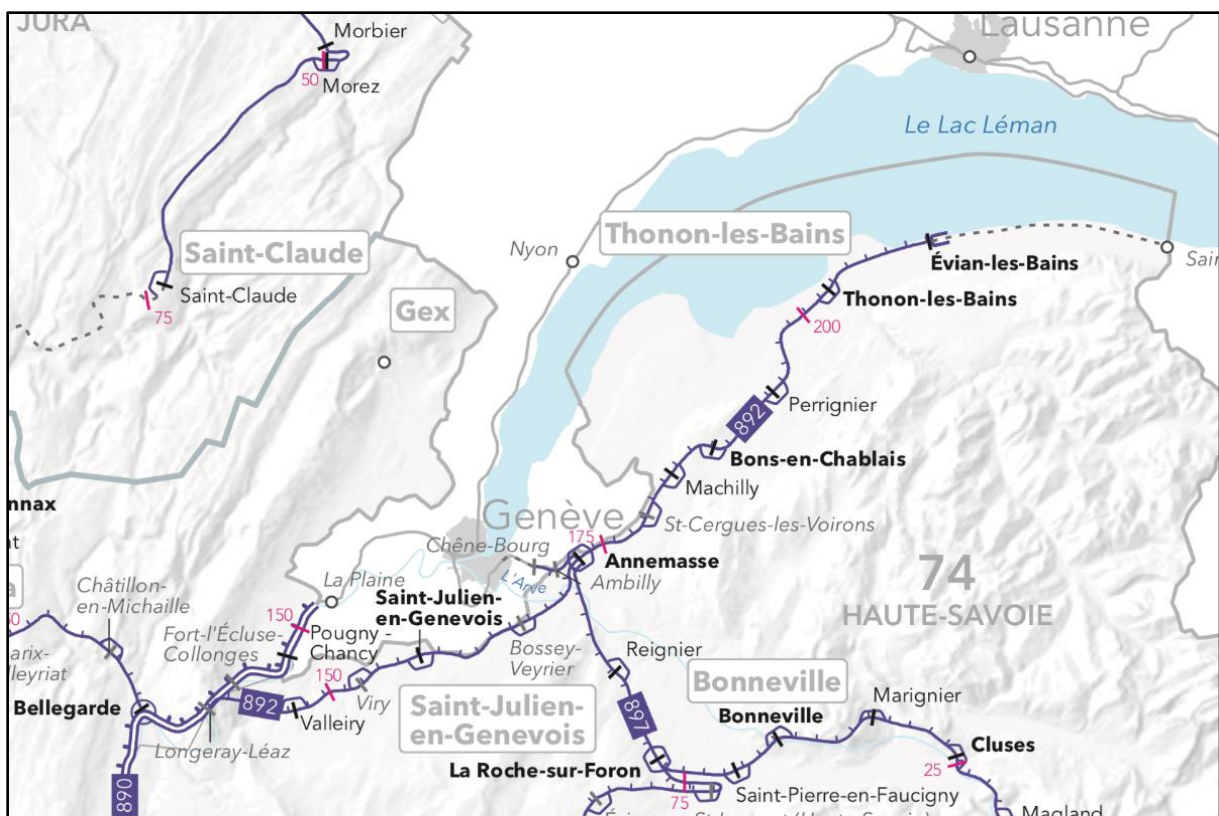 JURA
Morbier
50
Morez
Lausanne
Le Lac Léman
Saint-Claude
Nyon
Thonon-les-Bains
Évian-les-Bains
Saint-Claude
75
Gex
Thonon-les-Bains
200
892
Perrignier
Bons-en-Chablais
Machilly
nnax
Genève
St-Cergues-les-Voirons
Chêne-Bourg
175
Annemasse
Ambilly
L'Arve
74
HAUTE-SAVOIE
Châtillon-
en-Michaille
La Plaine
Saint-Julien-
en-Genevois
150
Fort-l'Écluse-
Collonges
Pougny -
Chancy
Bossey-
Veyrier
Reignier
150
Bonneville
Marignier
Bellegarde
892
Valleiry
Viry
Saint-Julien-
en-Genevois
897
Bonneville
Longeray-Léaz
Cluses
La Roche-sur-Foron
25
890
75
Saint-Pierre-en-Faucigny
Magland